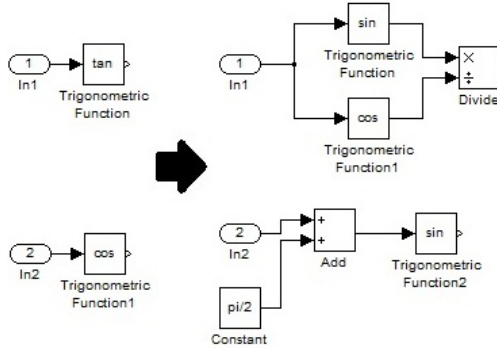 1
In1
tan
Trigonometric
Function
1
In1
sin
Trigonometric
Function
cos
Trigonometric
Function1
×
÷
Divide
2
In2
cos
Trigonometric
Function1
2
In2
+
+
Add
sin
Trigonometric
Function2
pi/2
Constant